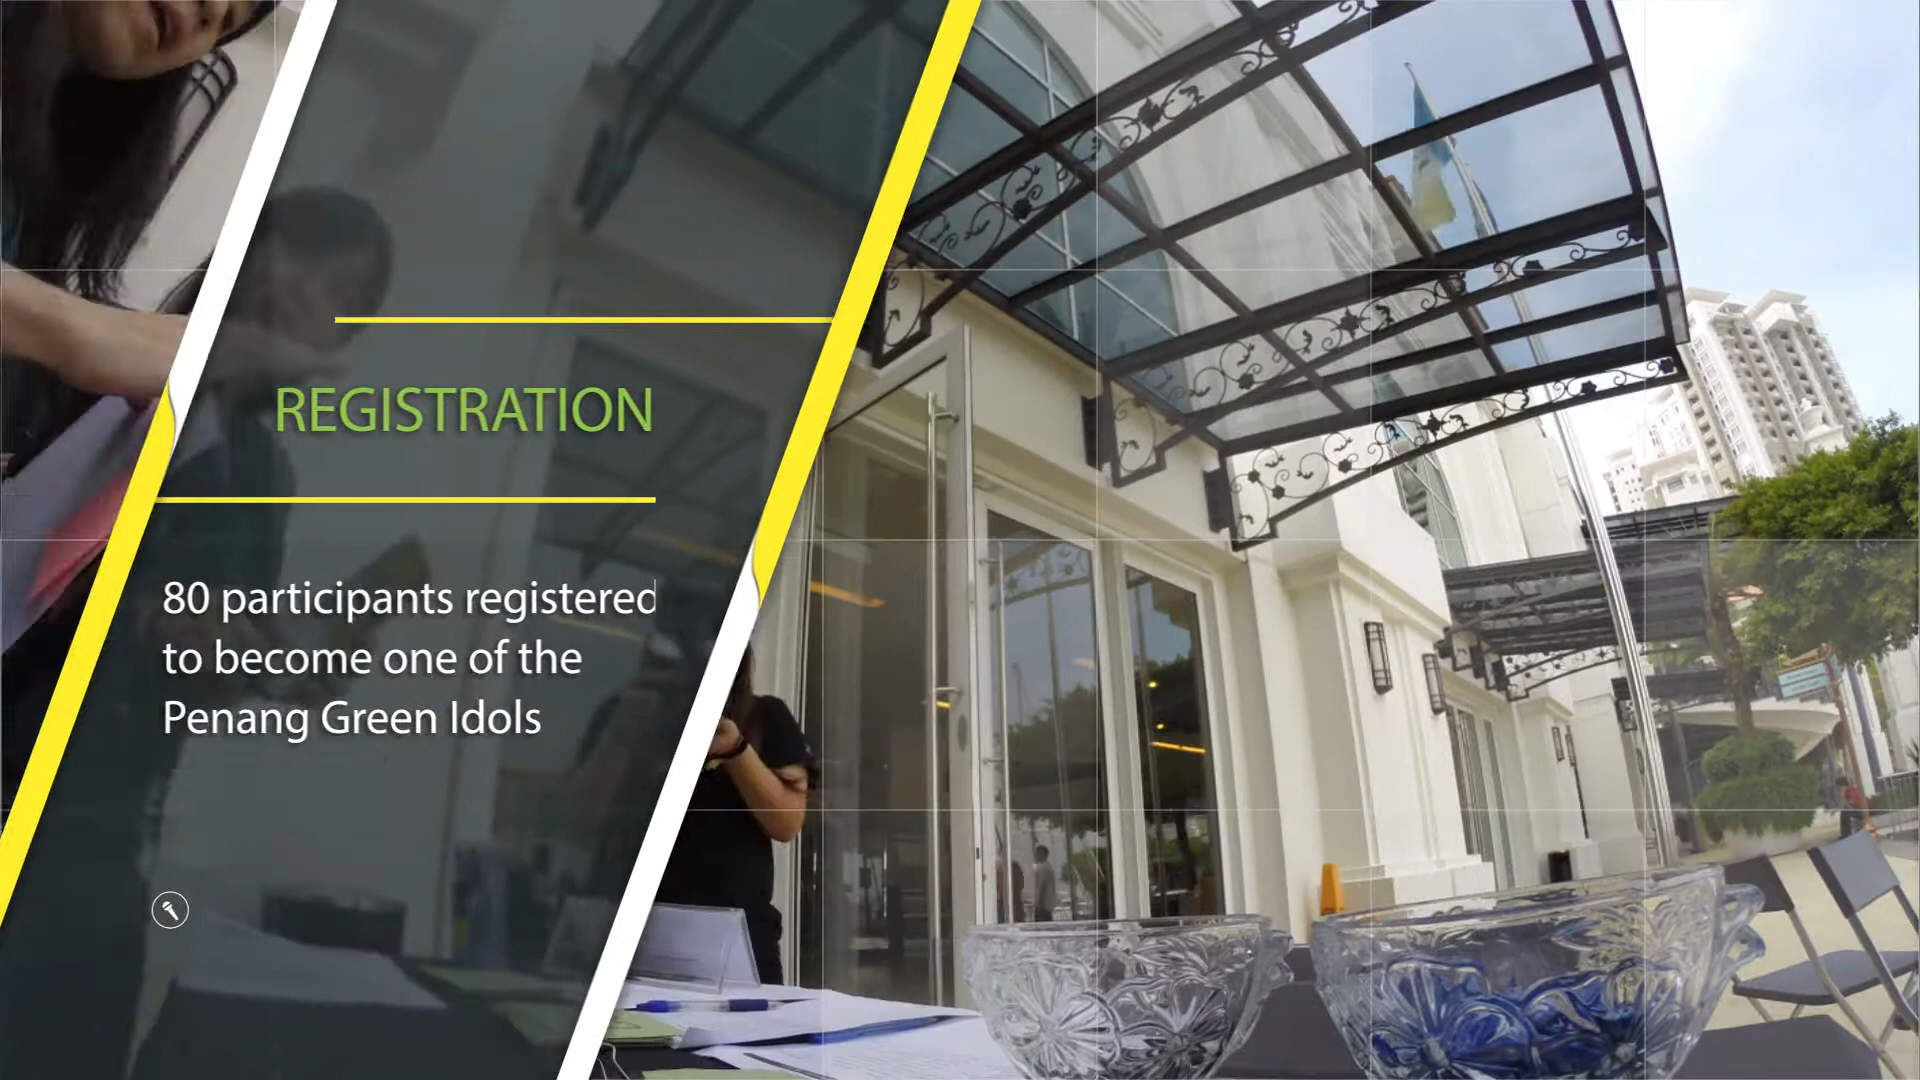 REGISTRATION
80 participants registered
to become one of the
Penang Green Idols